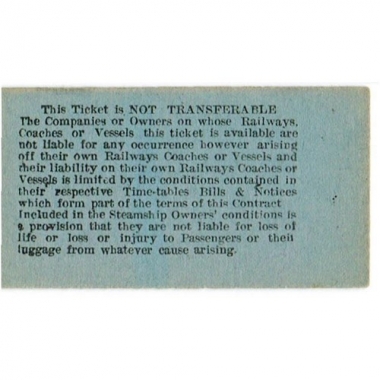 This Ticket is NOT TRANSFERABLE
The Companies or Owners on whose Railways,
Coaches or Vessels this ticket is available are
not liable for any occurrence however arising
off their own Railways Coaches or Vessels and
their liability on their own Railways Coaches or
Vessels is limited by the conditions contained in
their respective Time-tables Bills & Notices
which form part of the terms of this Contract
Included in the Steamship Owners' conditions is
a provision that they are not liable for loss of
life or loss or injury to Passengers or their
luggage from whatever cause arising.